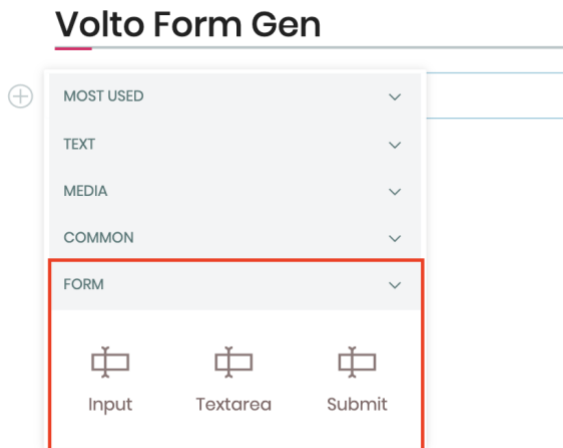 Volto Form Gen
MOST USED
TEXT
MEDIA
COMMON
FORM
Input Textarea Submit